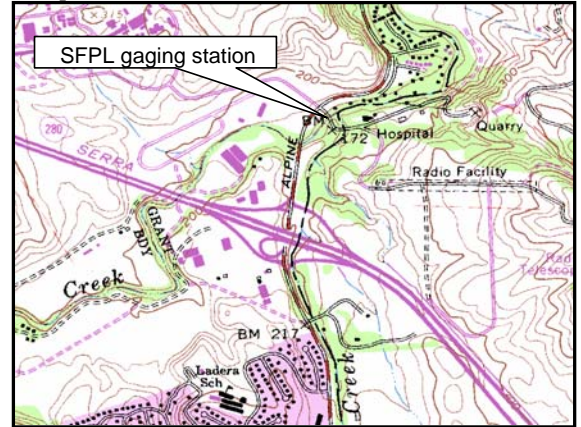 SFPL gaging station
200
BM
172
Hospital
Quarry
300
280
SERRA
ALPINE
Radio Facility
GRANT
BDY
200
Creek
BM 217
Creek
Ladera
Sch